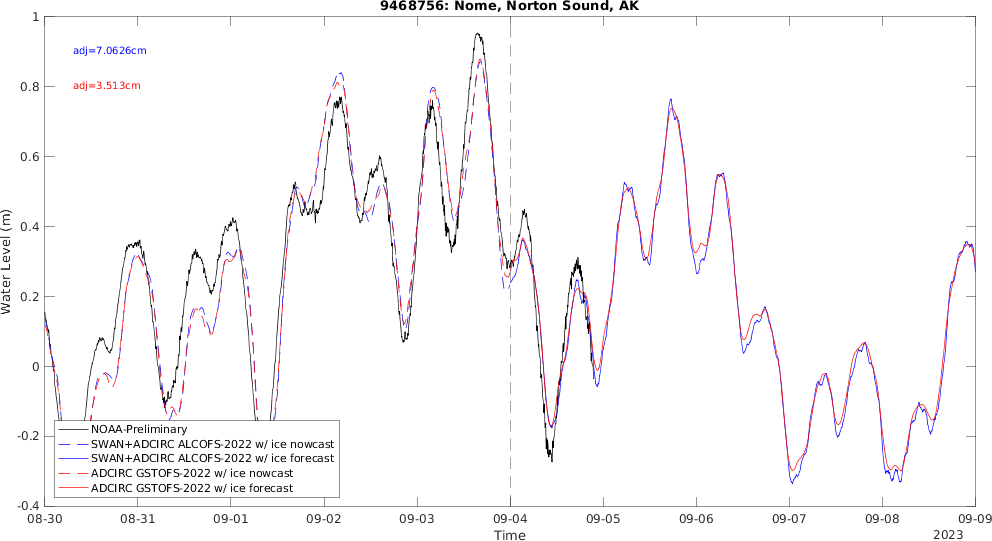 9468756: Nome, Norton Sound, AK
1
adj=7.0626cm
adj=3.513cm
0.8
0.6
0.4
0.2
0
-0.2
-0.4
Water Level (m)
NOAA-Preliminary
SWAN+ADCIRC ALCOFS-2022 w/ ice nowcast
SWAN+ADCIRC ALCOFS-2022 w/ ice forecast
ADCIRC GSTOFS-2022 w/ ice nowcast
ADCIRC GSTOFS-2022 w/ ice forecast
08-30 08-31 09-01 09-02 09-03 09-04 09-05 09-06 09-07 09-08 09-09
Time
2023